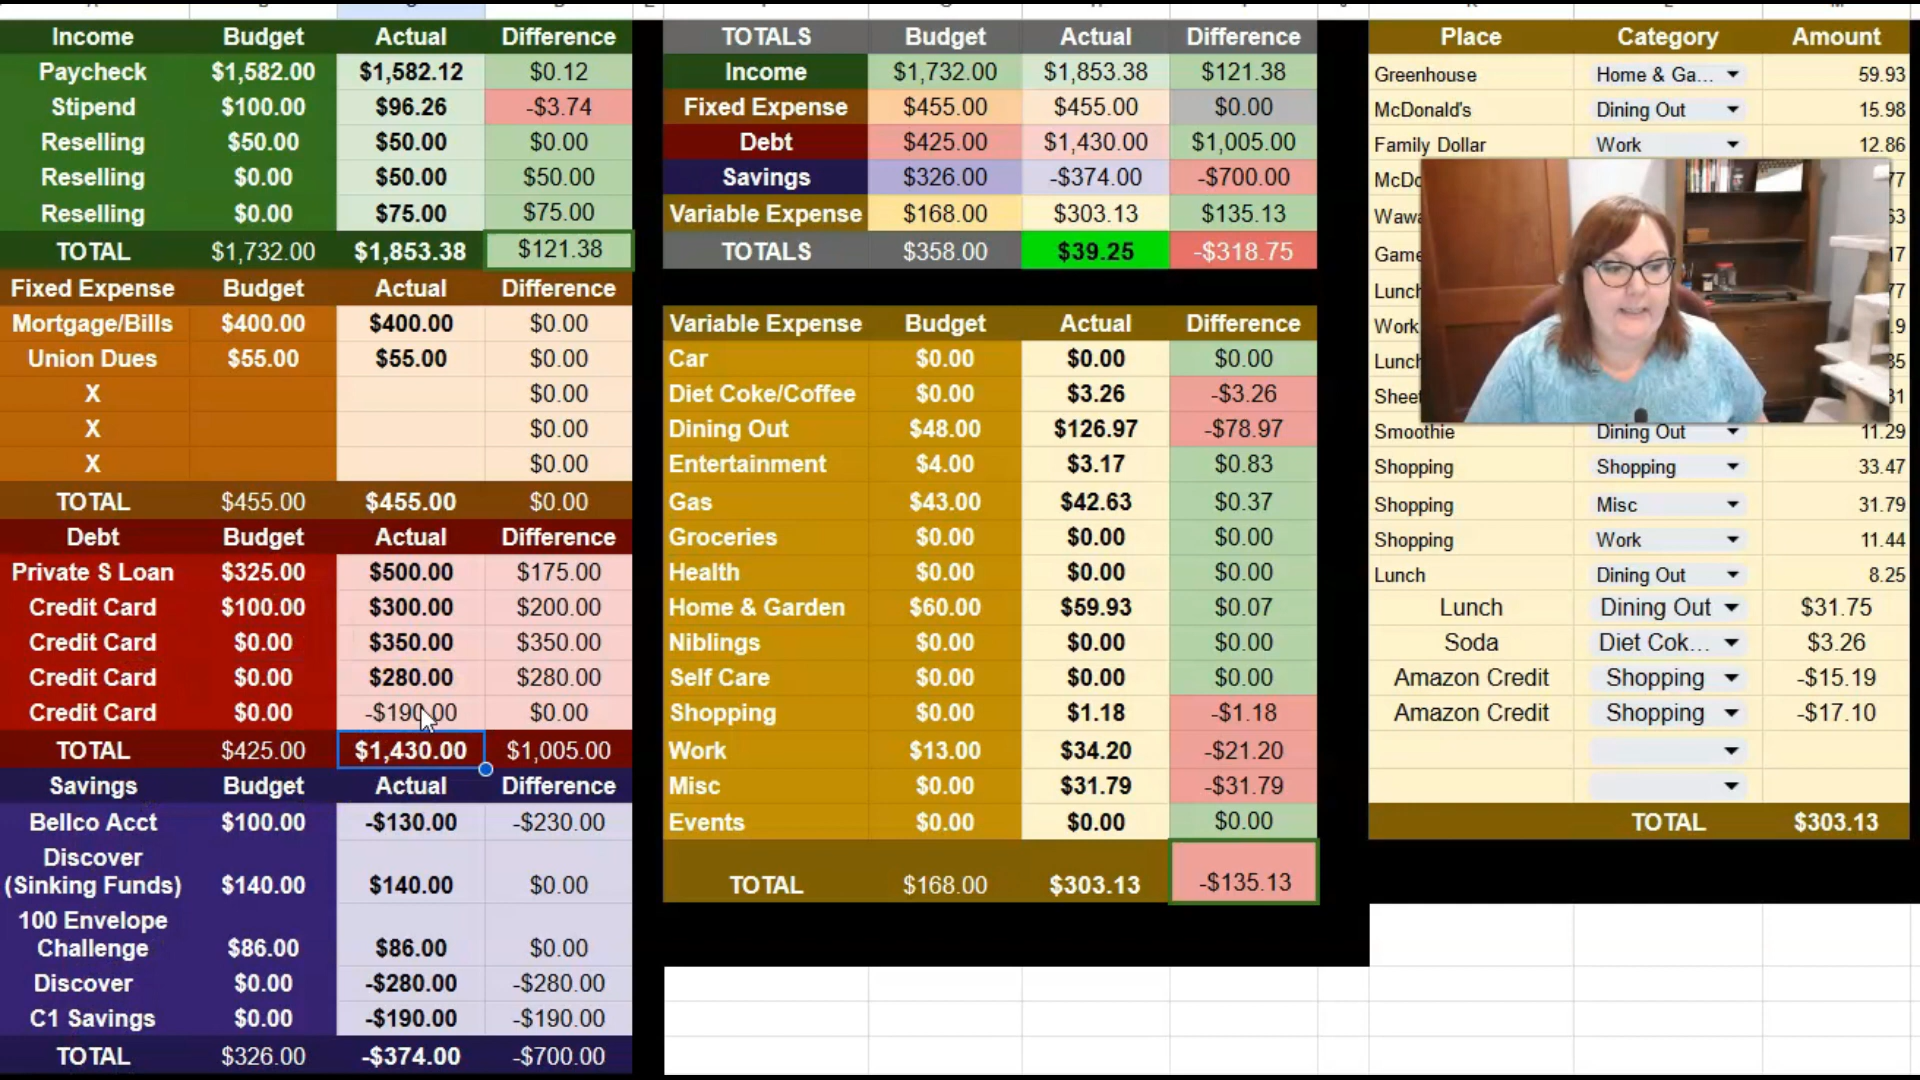 Income Budget Actual Difference
Paycheck $1,582.00 $1,582.12 $0.12
Stipend $100.00 $96.26 -$3.74
Reselling $50.00 $50.00 $0.00
Reselling $0.00 $50.00 $50.00
Reselling $0.00 $75.00 $75.00
TOTAL $1,732.00 $1,853.38 $121.38
Fixed Expense Budget Actual Difference
Mortgage/Bills $400.00 $400.00 $0.00
Union Dues $55.00 $55.00 $0.00
X $0.00
X $0.00
X $0.00
TOTAL $455.00 $455.00 $0.00
Debt Budget Actual Difference
Private S Loan $325.00 $500.00 $175.00
Credit Card $100.00 $300.00 $200.00
Credit Card $0.00 $350.00 $350.00
Credit Card $0.00 $280.00 $280.00
Credit Card $0.00 -$190.00 $0.00
TOTAL $425.00 $1,430.00 $1,005.00
Savings Budget Actual Difference
Bellco Acct $100.00 -$130.00 -$230.00
Discover
(Sinking Funds) $140.00 $140.00 $0.00
100 Envelope
Challenge $86.00 $86.00 $0.00
Discover $0.00 -$280.00 -$280.00
C1 Savings $0.00 -$190.00 -$190.00
TOTAL $326.00 -$374.00 -$700.00
TOTALS Budget Actual Difference
Income $1,732.00 $1,853.38 $121.38
Fixed Expense $455.00 $455.00 $0.00
Debt $425.00 $1,430.00 $1,005.00
Savings $326.00 -$374.00 -$700.00
Variable Expense $168.00 $303.13 $135.13
TOTALS $358.00 $39.25 -$318.75
Variable Expense Budget Actual Difference
Car $0.00 $0.00 $0.00
Diet Coke/Coffee $0.00 $3.26 -$3.26
Dining Out $48.00 $126.97 -$78.97
Entertainment $4.00 $3.17 $0.83
Gas $43.00 $42.63 $0.37
Groceries $0.00 $0.00 $0.00
Health $0.00 $0.00 $0.00
Home & Garden $60.00 $59.93 $0.07
Niblings $0.00 $0.00 $0.00
Self Care $0.00 $0.00 $0.00
Shopping $0.00 $1.18 -$1.18
Work $13.00 $34.20 -$21.20
Misc $0.00 $31.79 -$31.79
Events $0.00 $0.00 $0.00
TOTAL $168.00 $303.13 -$135.13
Place Category Amount
Greenhouse Home & Ga... 59.93
McDonald's Dining Out 15.98
Family Dollar Work 12.86
Lunch
Work
Lunch
Smoothie Dining Out 11.29
Shopping Shopping 33.47
Shopping Misc 31.79
Shopping Work 11.44
Lunch Dining Out 8.25
Lunch Dining Out $31.75
Soda Diet Cok... $3.26
Amazon Credit Shopping -$15.19
Amazon Credit Shopping -$17.10
TOTAL $303.13